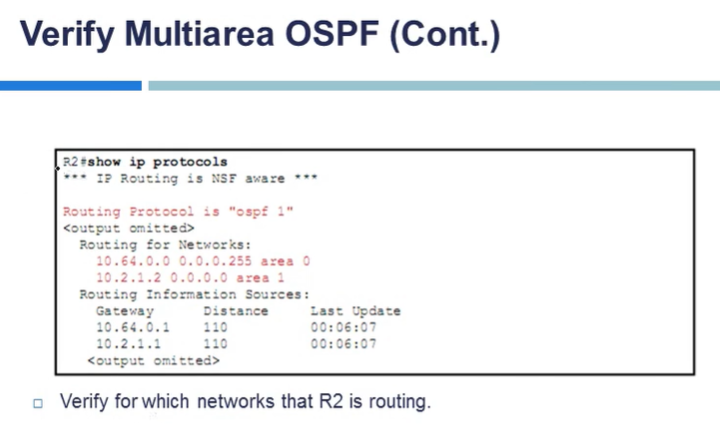 Verify Multiarea OSPF (Cont.)
R2#show ip protocols
*** IP Routing is NSF aware ***
Routing Protocol is "ospf 1"
<output omitted>
Routing for Networks:
10.64.0.0 0.0.0.255 area 0
10.2.1.2 0.0.0.0 area 1
Routing Information Sources:
Gateway Distance Last Update
10.64.0.1 110 00:06:07
10.2.1.1 110 00:06:07
<output omitted>
Verify for which networks that R2 is routing.